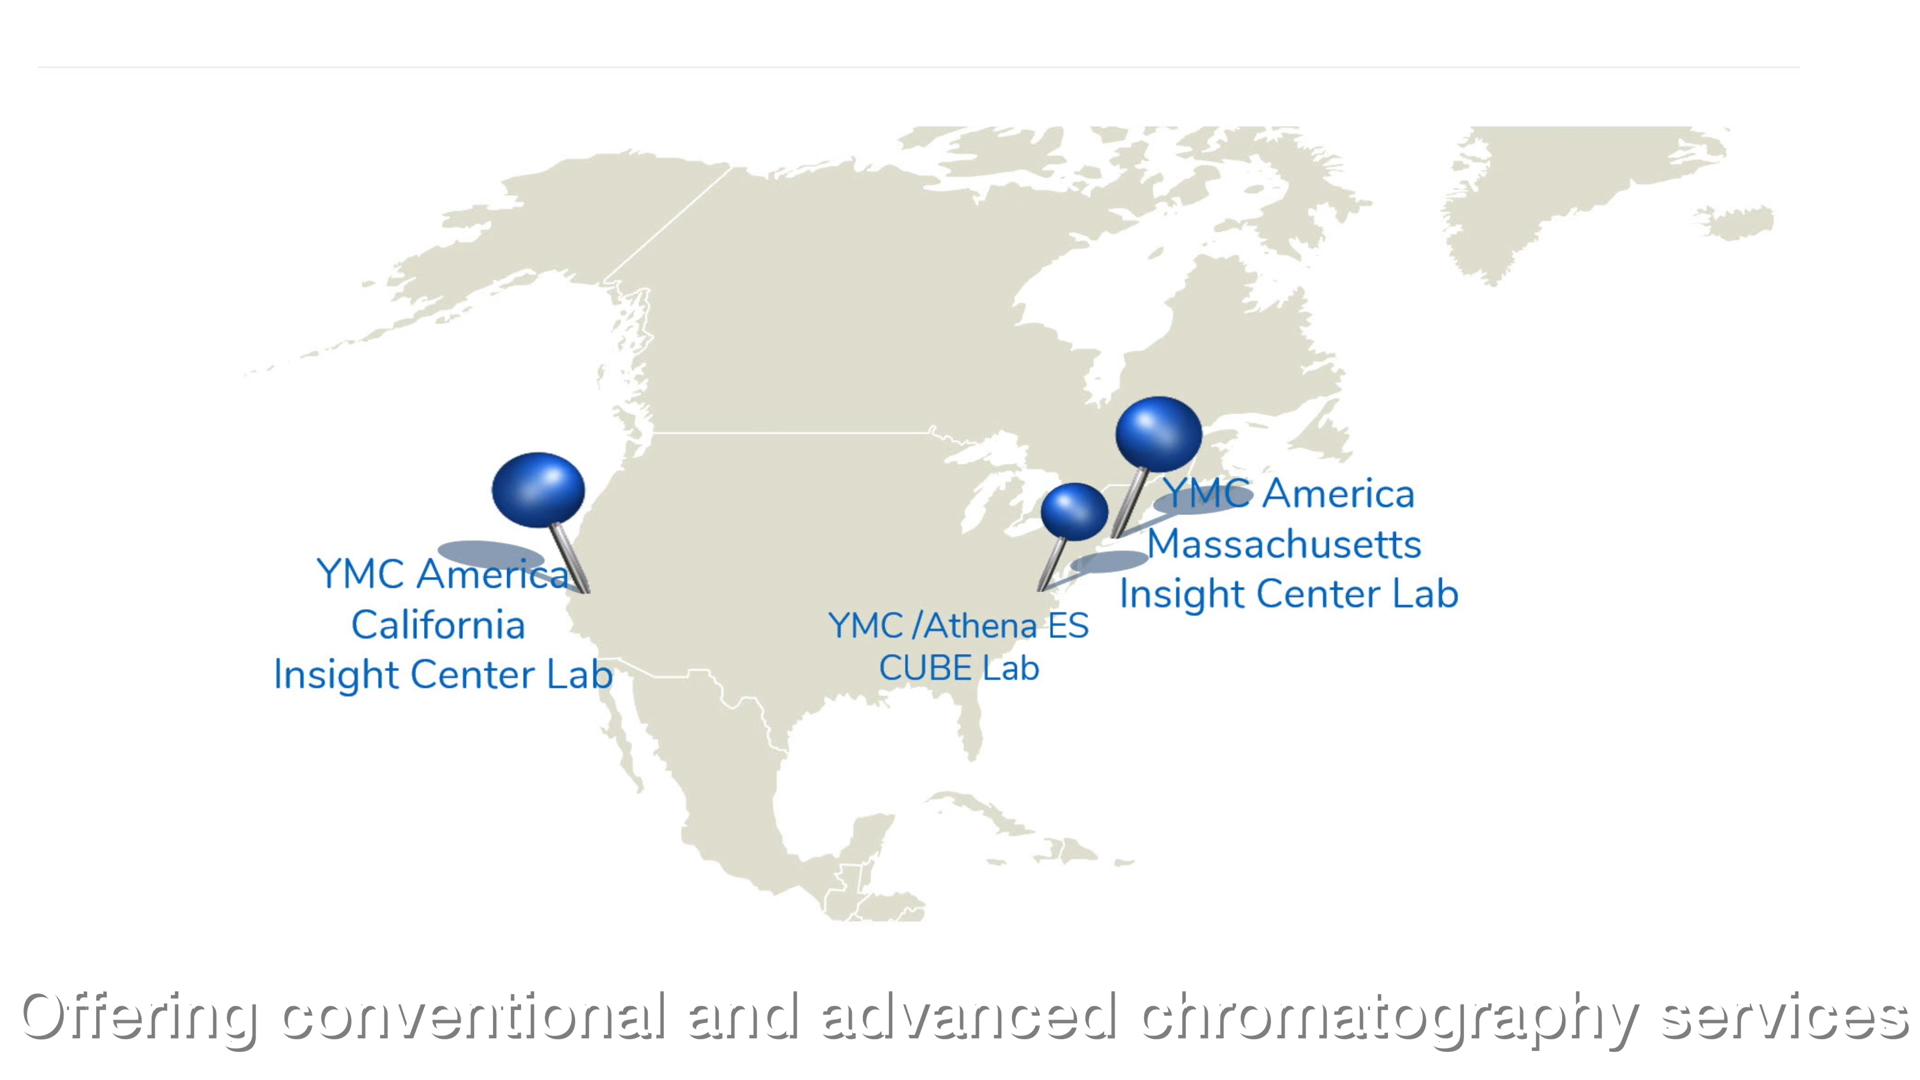 YMC America
California
Insight Center Lab
YMC /Athena ES
CUBE Lab
YMC America
Massachusetts
Insight Center Lab
Offering conventional and advanced chromatography services